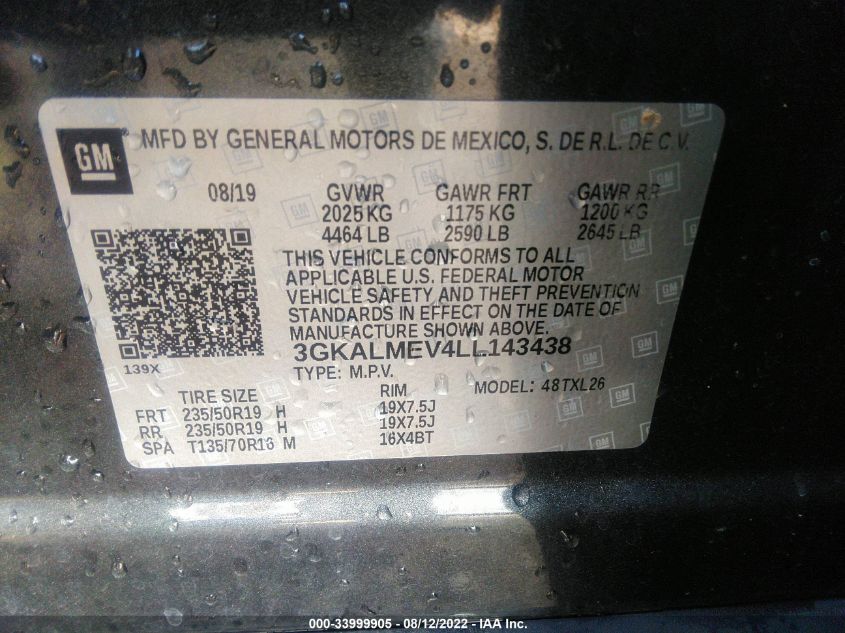 GM
MFD BY GENERAL MOTORS DE MEXICO, S. DE R.L. DE C.V.
08/19 GVWR GAWR FRT GAWR RR
2025 KG 1175 KG 1200 KG
4464 LB 2590 LB 2645 LB
THIS VEHICLE CONFORMS TO ALL
APPLICABLE U.S. FEDERAL MOTOR
VEHICLE SAFETY AND THEFT PREVENTION
STANDARDS IN EFFECT ON THE DATE OF
MANUFACTURE SHOWN ABOVE.
3GKALMEV4LL143438
139X
TYPE: M.P.V. MODEL: 48TXL26
TIRE SIZE RIM
FRT 235/50R19 H 19X7.5J
RR 235/50R19 H 19X7.5J
SPA T135/70R16 M 16X4BT
000-33999905 - 08/12/2022 - IAA Inc.